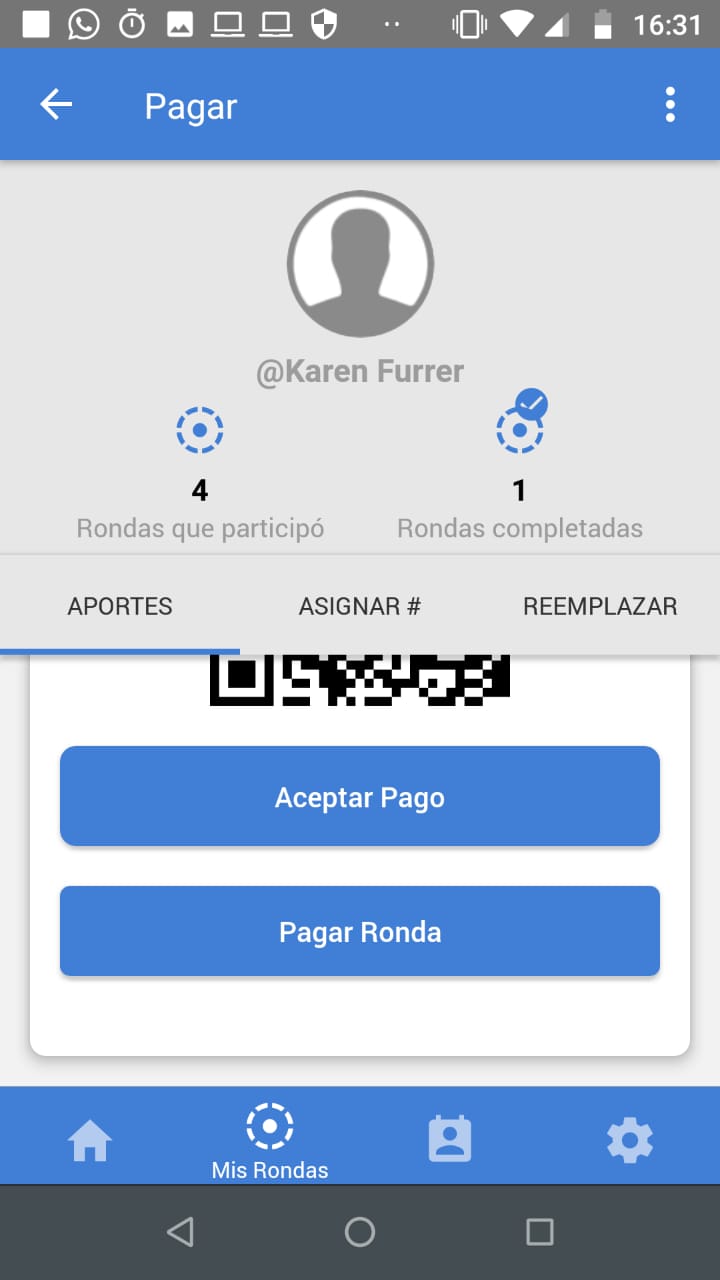 16:31
Pagar
@Karen Furrer
4
1
Rondas que participó
Rondas completadas
APORTES
ASIGNAR #
REEMPLAZAR
Aceptar Pago
Pagar Ronda
Mis Rondas